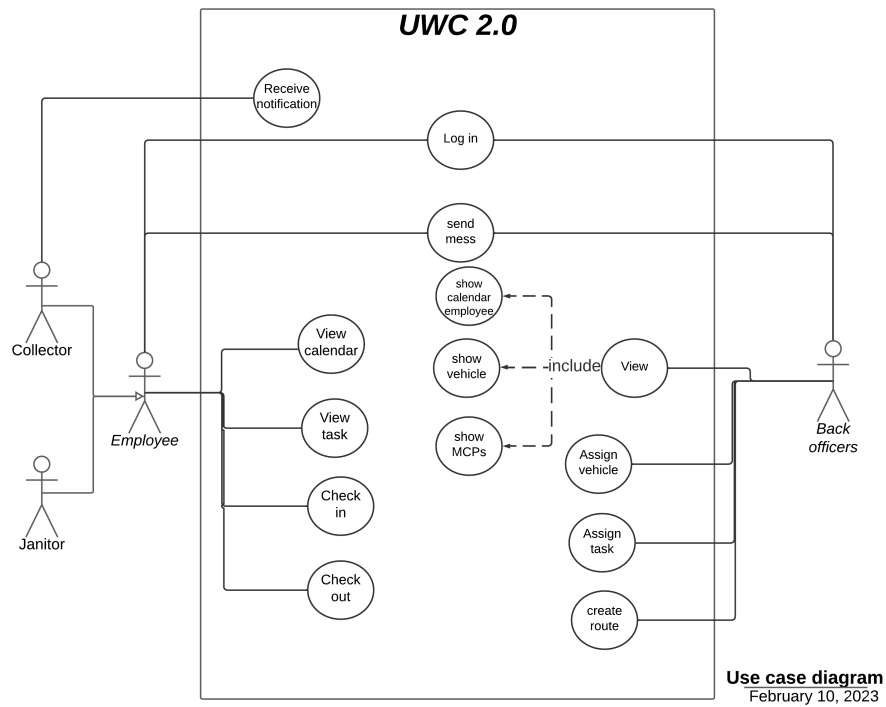 UWC 2.0
Receive
notification
Log in
send
mess
show
calendar
employee
Collector
View
calendar
show
vehicle
include
View
Employee
Back
officers
View
task
show
MCPs
Assign
vehicle
Check
in
Janitor
Assign
task
Check
out
create
route
Use case diagram
February 10, 2023